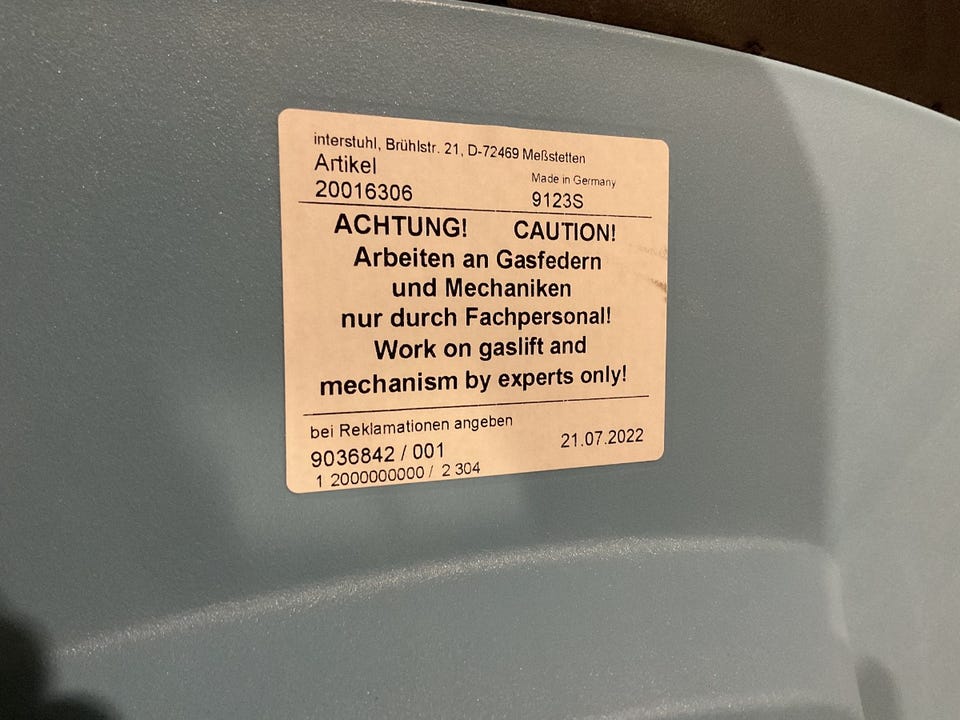 interstuhl, Brühlstr. 21, D-72469 Meßstetten
Artikel
Made in Germany
20016306 9123S
ACHTUNG! CAUTION!
Arbeiten an Gasfedern
und Mechaniken
nur durch Fachpersonal!
Work on gaslift and
mechanism by experts only!
bei Reklamationen angeben
9036842 / 001 21.07.2022
1 2000000000 / 2 304